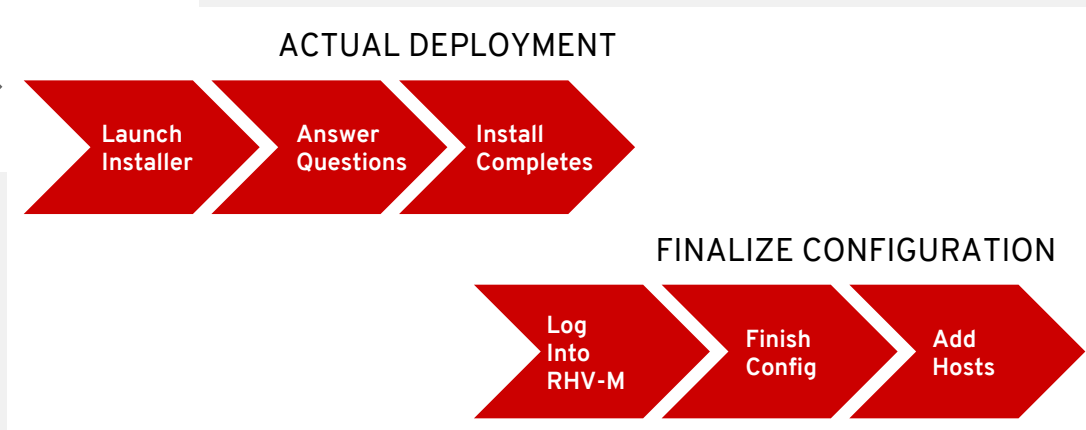 ACTUAL DEPLOYMENT
Launch
Installer
Answer
Questions
Install
Completes
FINALIZE CONFIGURATION
Log
Into
RHV-M
Finish
Config
Add
Hosts